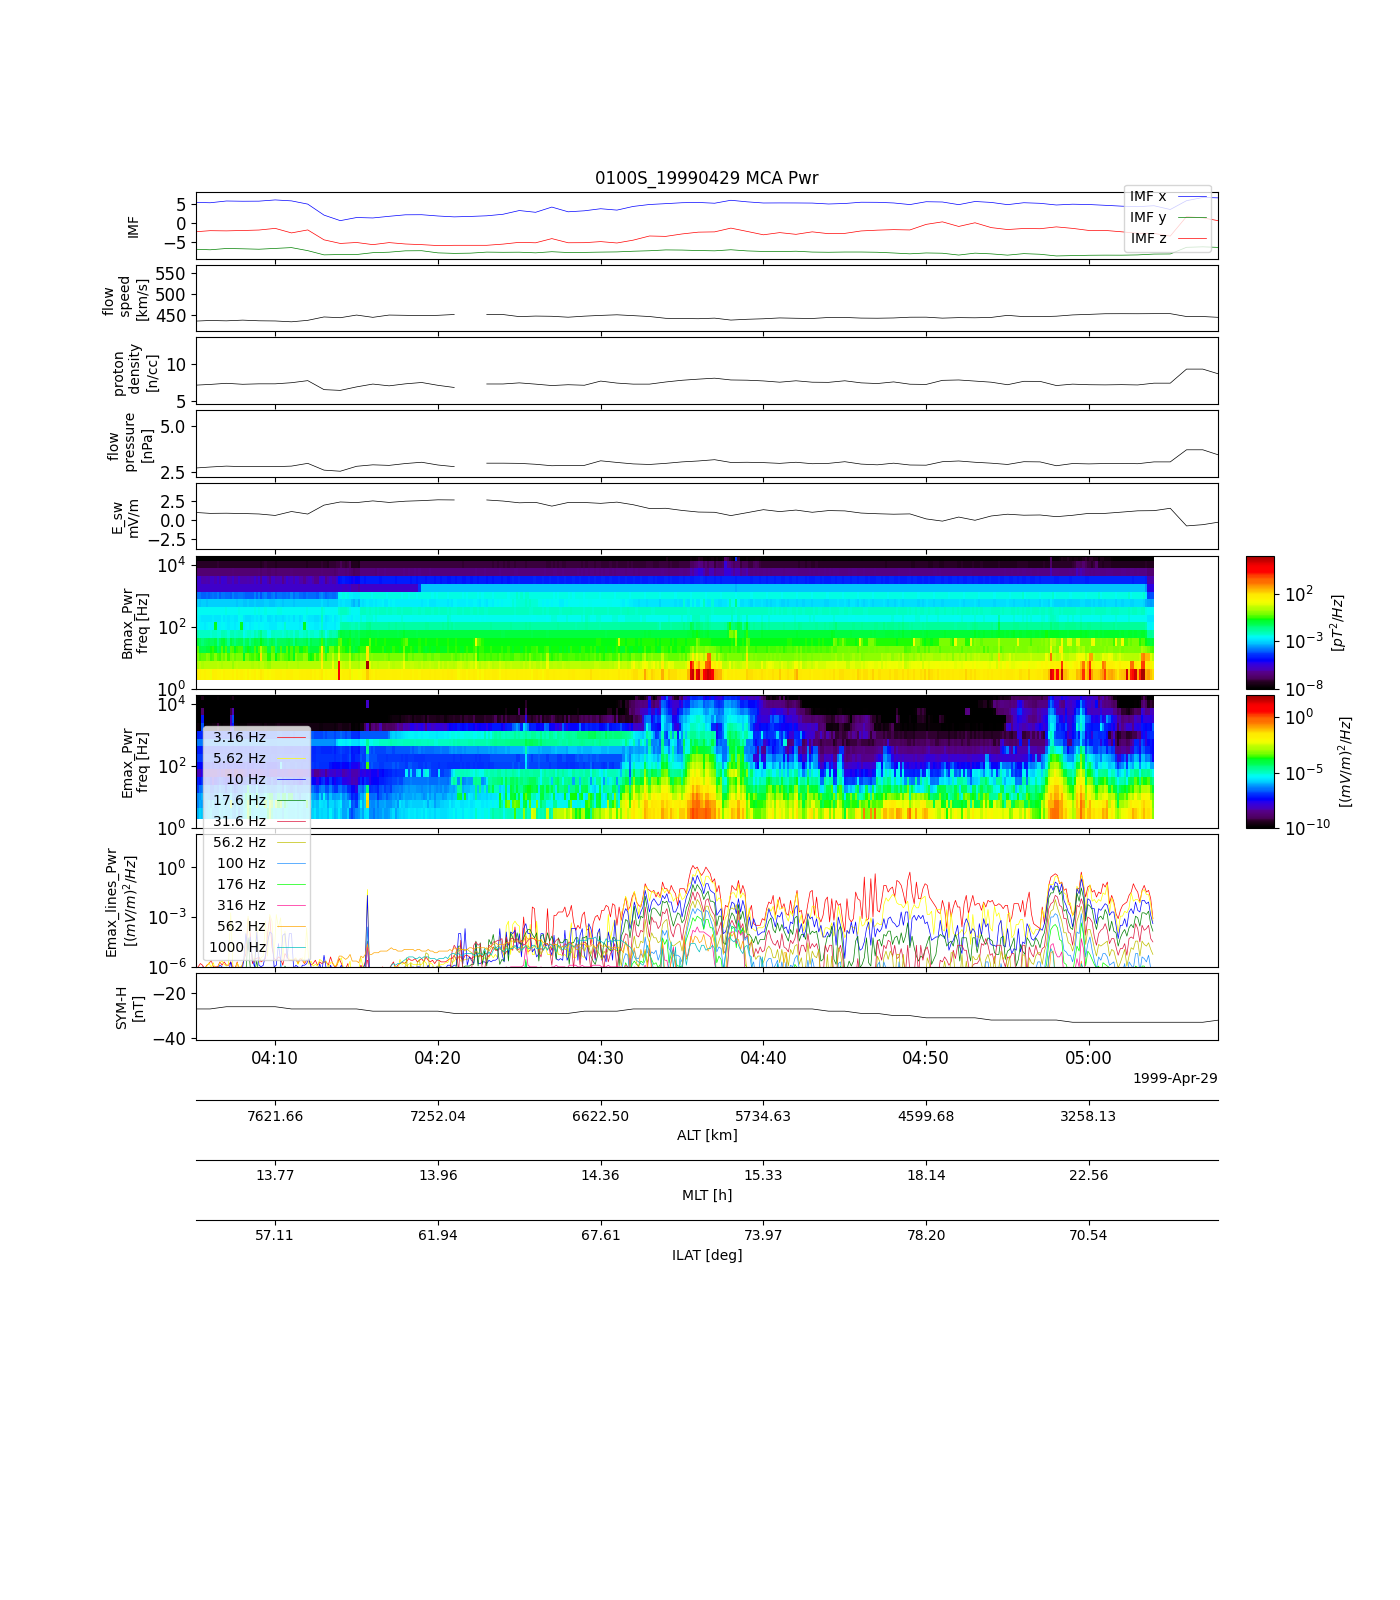 0100S_19990429 MCA Pwr
IMF
5
0
−5
IMF x
IMF y
IMF z
flow
speed
[km/s]
550
500
450
proton
density
[n/cc]
10
5
flow
pressure
[nPa]
5.0
2.5
E_sw
mV/m
2.5
0.0
−2.5
Bmax_Pwr
freq [Hz]
10^4
10^2
10^0
10^2
10^-3
10^-8
[pT^2/Hz]
Emax_Pwr
freq [Hz]
10^4
10^2
10^0
10^0
10^-5
10^-10
[(mV/m)^2/Hz]
3.16 Hz
5.62 Hz
10 Hz
17.6 Hz
31.6 Hz
56.2 Hz
100 Hz
176 Hz
316 Hz
562 Hz
1000 Hz
Emax_lines_Pwr
[(mV/m)^2/Hz]
10^0
10^-3
10^-6
SYM-H
[nT]
−20
−40
04:10 04:20 04:30 04:40 04:50 05:00
1999-Apr-29
7621.66 7252.04 6622.50 5734.63 4599.68 3258.13
ALT [km]
13.77 13.96 14.36 15.33 18.14 22.56
MLT [h]
57.11 61.94 67.61 73.97 78.20 70.54
ILAT [deg]